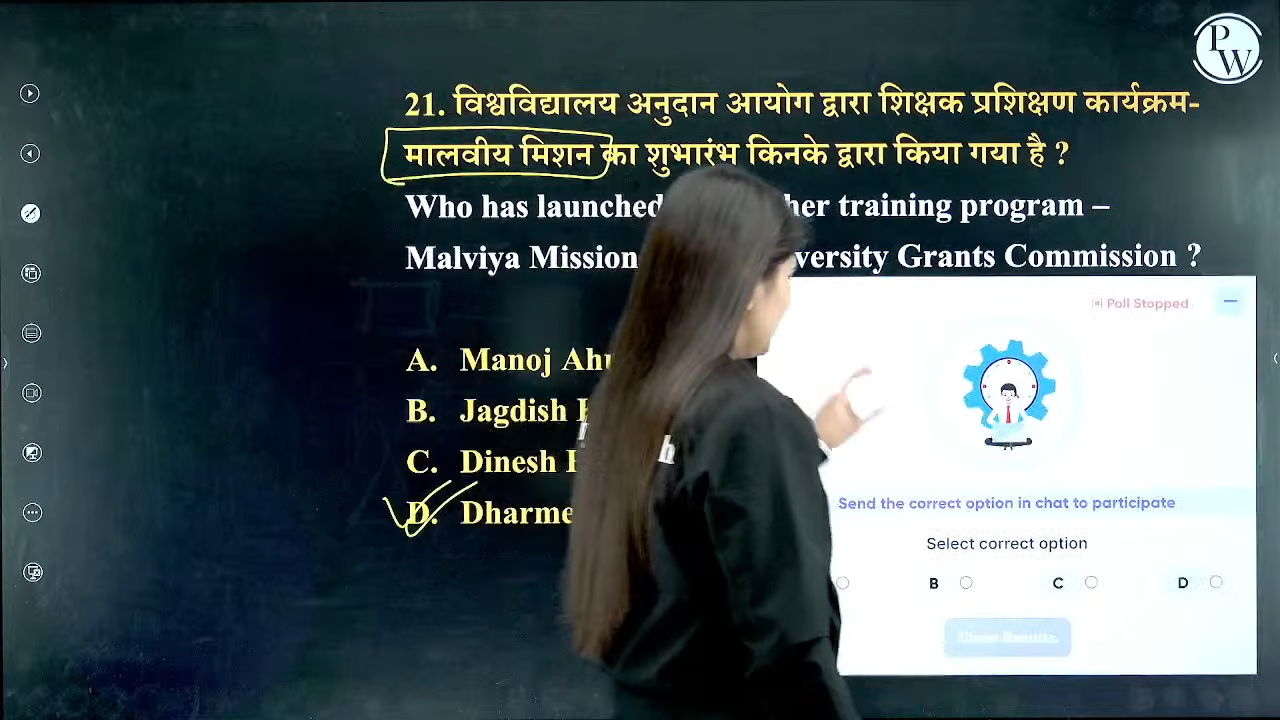 PW
21. विश्वविद्यालय अनुदान आयोग द्वारा शिक्षक प्रशिक्षण कार्यक्रम-
मालवीय मिशन का शुभारंभ किनके द्वारा किया गया है ?
Who has launched her training program –
Malviya Mission versity Grants Commission ?
A. Manoj Ahu
B. Jagdish
C. Dinesh
D. Dharme
Poll Stopped
Send the correct option in chat to participate
Select correct option
B C D